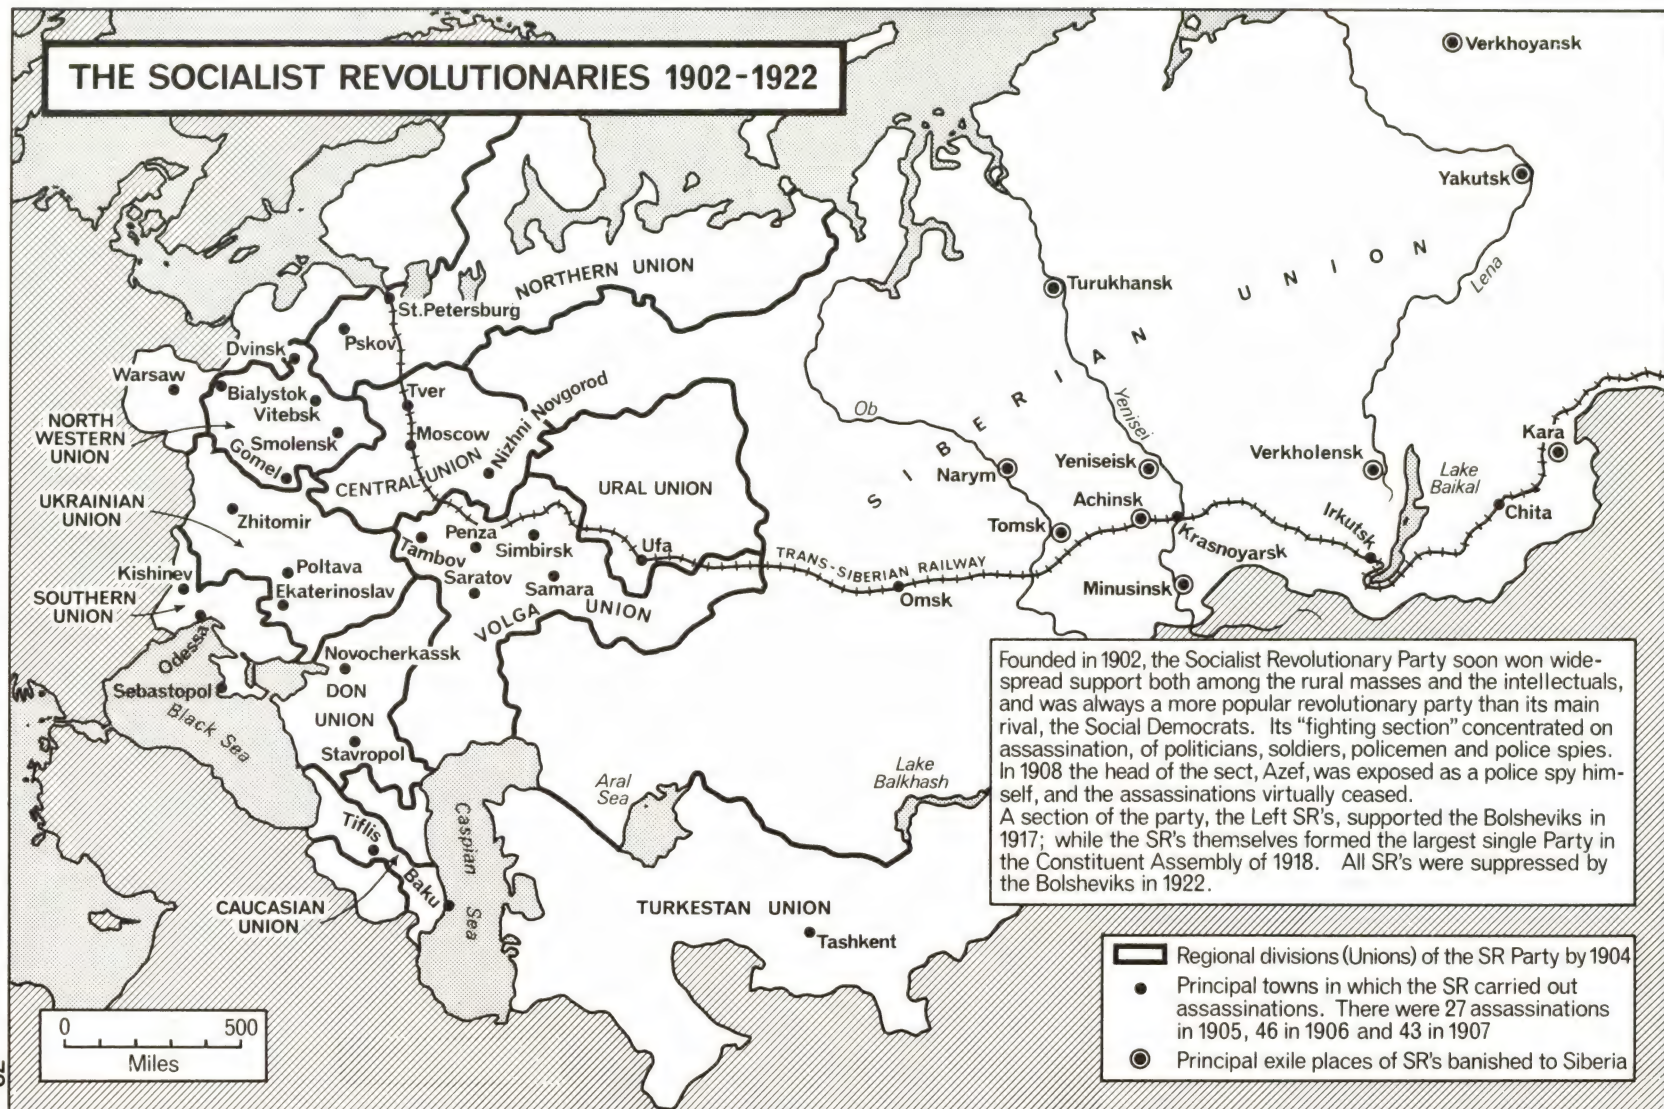 THE SOCIALIST REVOLUTIONARIES 1902-1922
Verkhoyansk
Yakutsk
Lena
Turukhansk
SIBERIAN UNION
NORTHERN UNION
St.Petersburg
Pskov
Dvinsk
Warsaw
Bialystok
Vitebsk
Tver
Nizhni Novgorod
Ob
Yenisei
NORTH
WESTERN
UNION
Smolensk
Moscow
Gomel
CENTRAL UNION
URAL UNION
Narym
Yeniseisk
Verkholensk
Kara
Lake
Baikal
UKRAINIAN
UNION
Zhitomir
Penza
Tambov
Simbirsk
Ufa
Tomsk
Achinsk
Krasnoyarsk
Irkutsk
Chita
TRANS-SIBERIAN RAILWAY
Kishinev
Poltava
Saratov
Samara
Ekaterinoslav
Omsk
Minusinsk
SOUTHERN
UNION
VOLGA UNION
Odessa
Novocherkassk
Sebastopol
DON
UNION
Black Sea
Stavropol
Founded in 1902, the Socialist Revolutionary Party soon won wide-
spread support both among the rural masses and the intellectuals,
and was always a more popular revolutionary party than its main
rival, the Social Democrats. Its "fighting section" concentrated on
assassination, of politicians, soldiers, policemen and police spies.
In 1908 the head of the sect, Azef, was exposed as a police spy him-
self, and the assassinations virtually ceased.
A section of the party, the Left SR's, supported the Bolsheviks in
1917; while the SR's themselves formed the largest single Party in
the Constituent Assembly of 1918. All SR's were suppressed by
the Bolsheviks in 1922.
Aral
Sea
Lake
Balkhash
Caspian Sea
Tiflis
Baku
CAUCASIAN
UNION
TURKESTAN UNION
Tashkent
Regional divisions (Unions) of the SR Party by 1904
Principal towns in which the SR carried out
assassinations. There were 27 assassinations
in 1905, 46 in 1906 and 43 in 1907
Principal exile places of SR's banished to Siberia
0 500
Miles